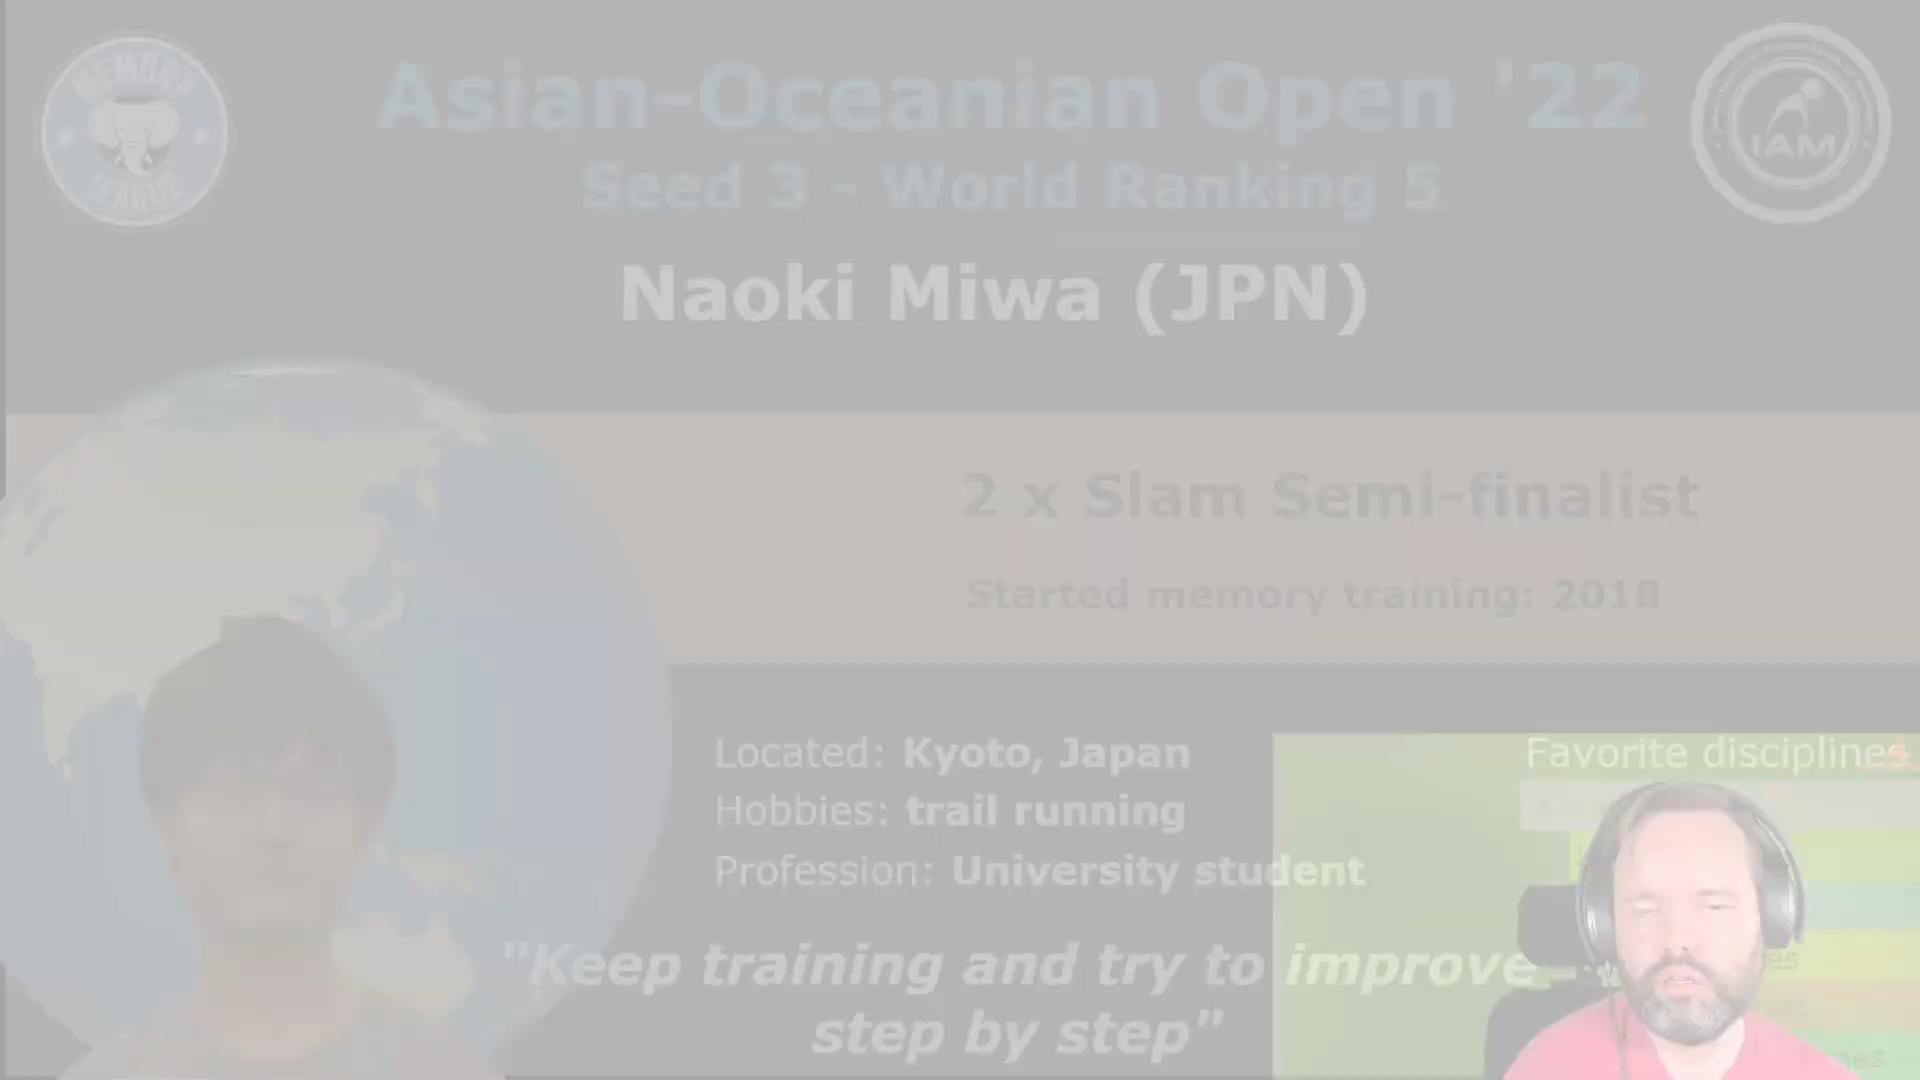 Asian-Oceanian Open '22
MEMORY
LEAGUE
IAM
Seed 3 - World Ranking 5
Naoki Miwa (JPN)
2 x Slam Semi-finalist
Started memory training: 2018
Located: Kyoto, Japan
Hobbies: trail running
Profession: University student
Favorite disciplines
"Keep training and try to improve
step by step"